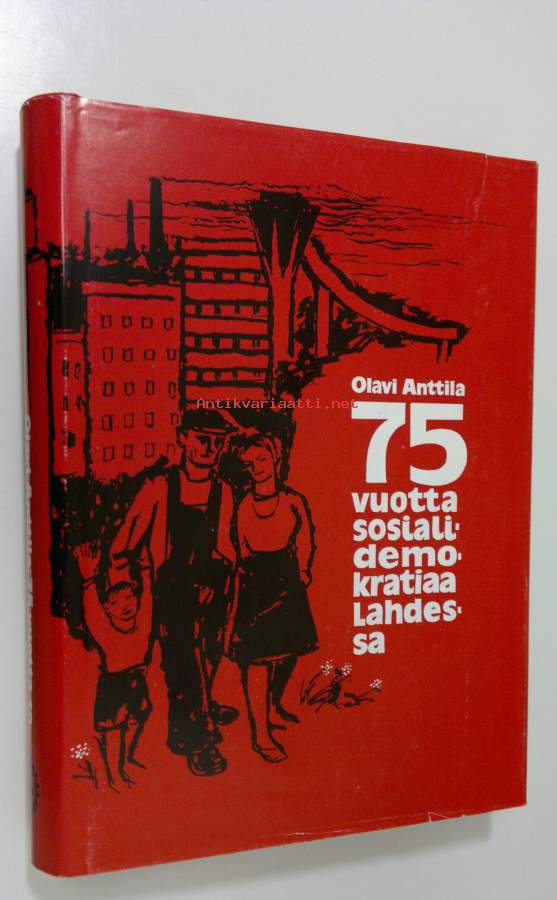 Olavi Anttila
Antikvariaatti.net
75
vuotta
sosiali-
demo-
kratiaa
Lahdes-
sa